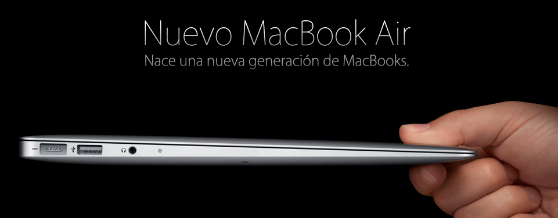 Nuevo MacBook Air
Nace una nueva generación de MacBooks.